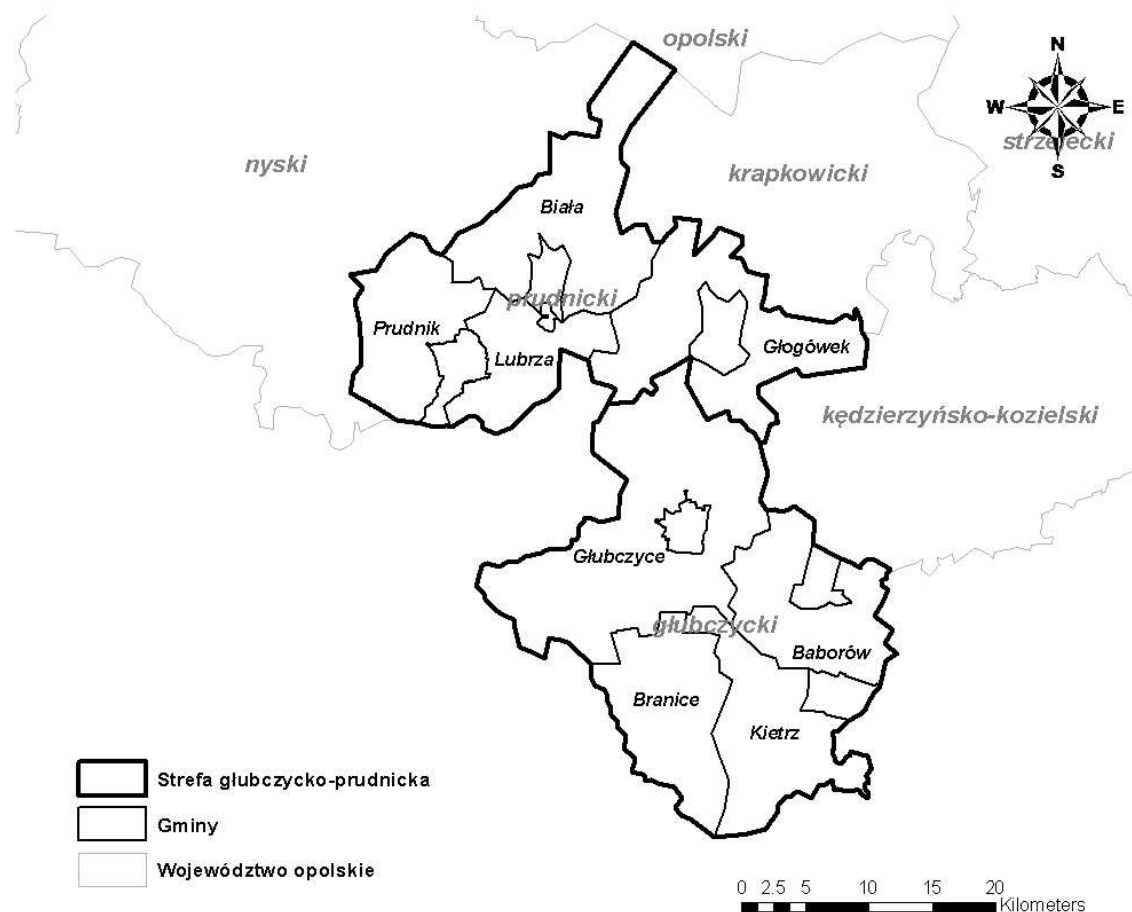 opolski
N
W
E
S
strzelecki
nyski
krapkowicki
Biała
prudnicki
Prudnik
Lubrza
Głogówek
kędzierzyńsko-kozielski
Głubczyce
głubczycki
Baborów
Branice
Kietrz
Strefa głubczycko-prudnicka
Gminy
Województwo opolskie
0 2.5 5 10 15 20
Kilometers